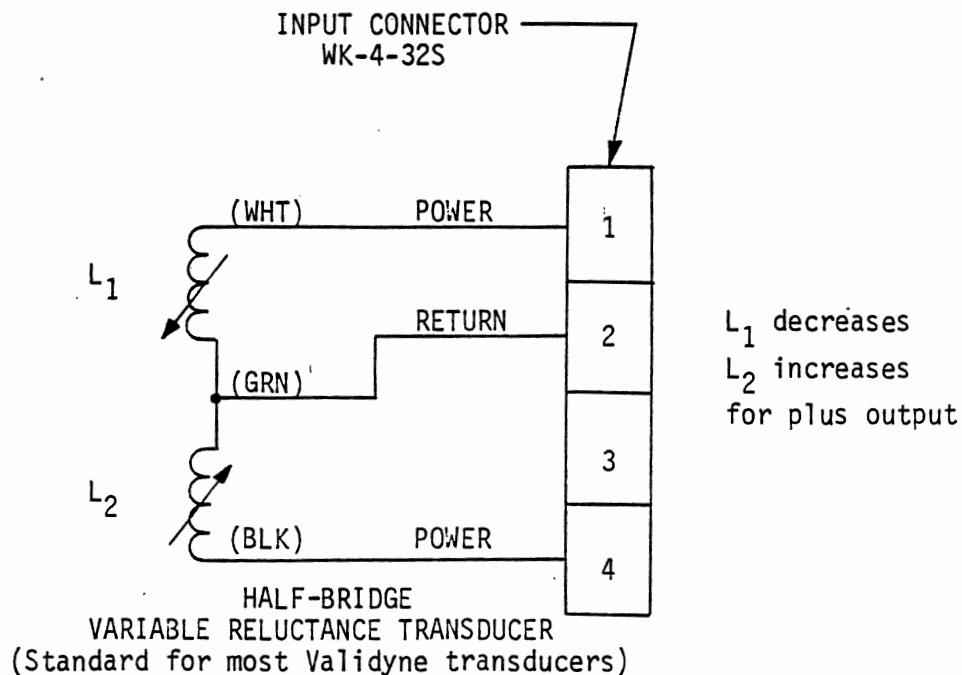 INPUT CONNECTOR
WK-4-32S
(WHT) POWER
1
L1
RETURN
2
L1 decreases
L2 increases
for plus output
(GRN)
3
L2
(BLK) POWER
4
HALF-BRIDGE
VARIABLE RELUCTANCE TRANSDUCER
(Standard for most Validyne transducers)